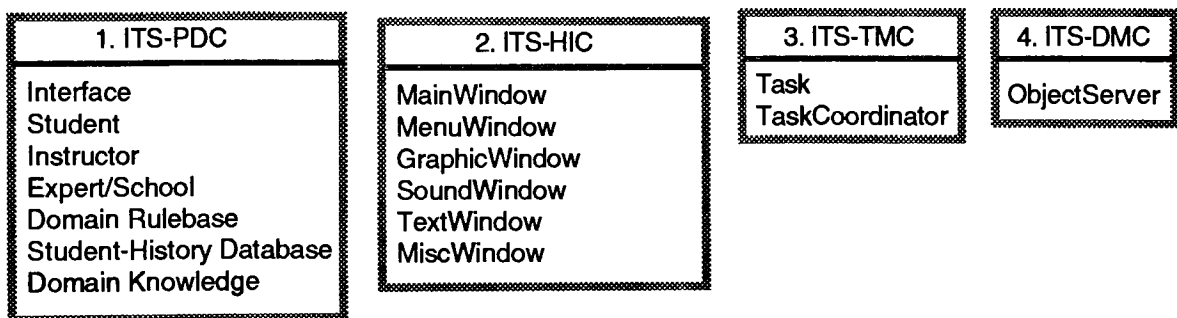 1. ITS-PDC
Interface
Student
Instructor
Expert/School
Domain Rulebase
Student-History Database
Domain Knowledge
2. ITS-HIC
MainWindow
MenuWindow
GraphicWindow
SoundWindow
TextWindow
MiscWindow
3. ITS-TMC
Task
TaskCoordinator
4. ITS-DMC
ObjectServer